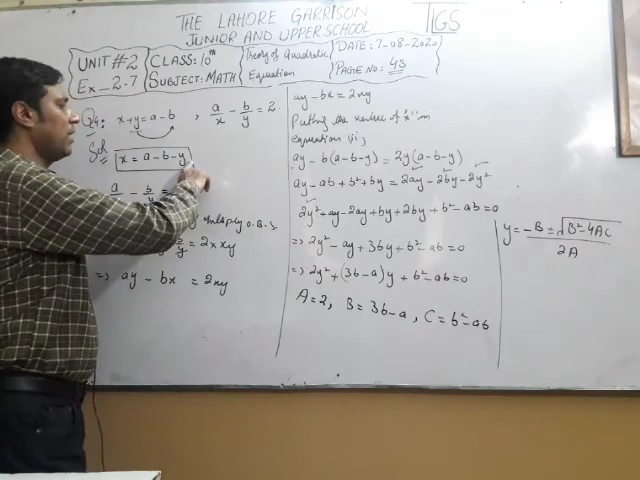 THE LAHORE GARRISON
JUNIOR AND UPPER SCHOOL
LGS
UNIT #2
Ex_2.7
CLASS: 10th
SUBJECT: MATH
Theory of Quadratic
Equation
DATE: 7-08-2020
PAGE NO: 43
Q4: x+y=a-b , a/x - b/y = 2
Sol
x = a-b-y
a - b/y =
multiply O.B.S.
y = 2 x xy
=> ay - bx = 2xy
ay - bx = 2xy
Putting the value of "x" in
equation (ii),
ay - b(a-b-y) = 2y(a-b-y)
ay - ab + b² + by = 2ay - 2by - 2y²
2y² + ay - 2ay + by + 2by + b² - ab = 0
=> 2y² - ay + 3by + b² - ab = 0
=> 2y² + (3b-a)y + b² - ab = 0
A = 2, B = 3b-a, C = b² - ab
y = -B ± √B² - 4AC / 2A